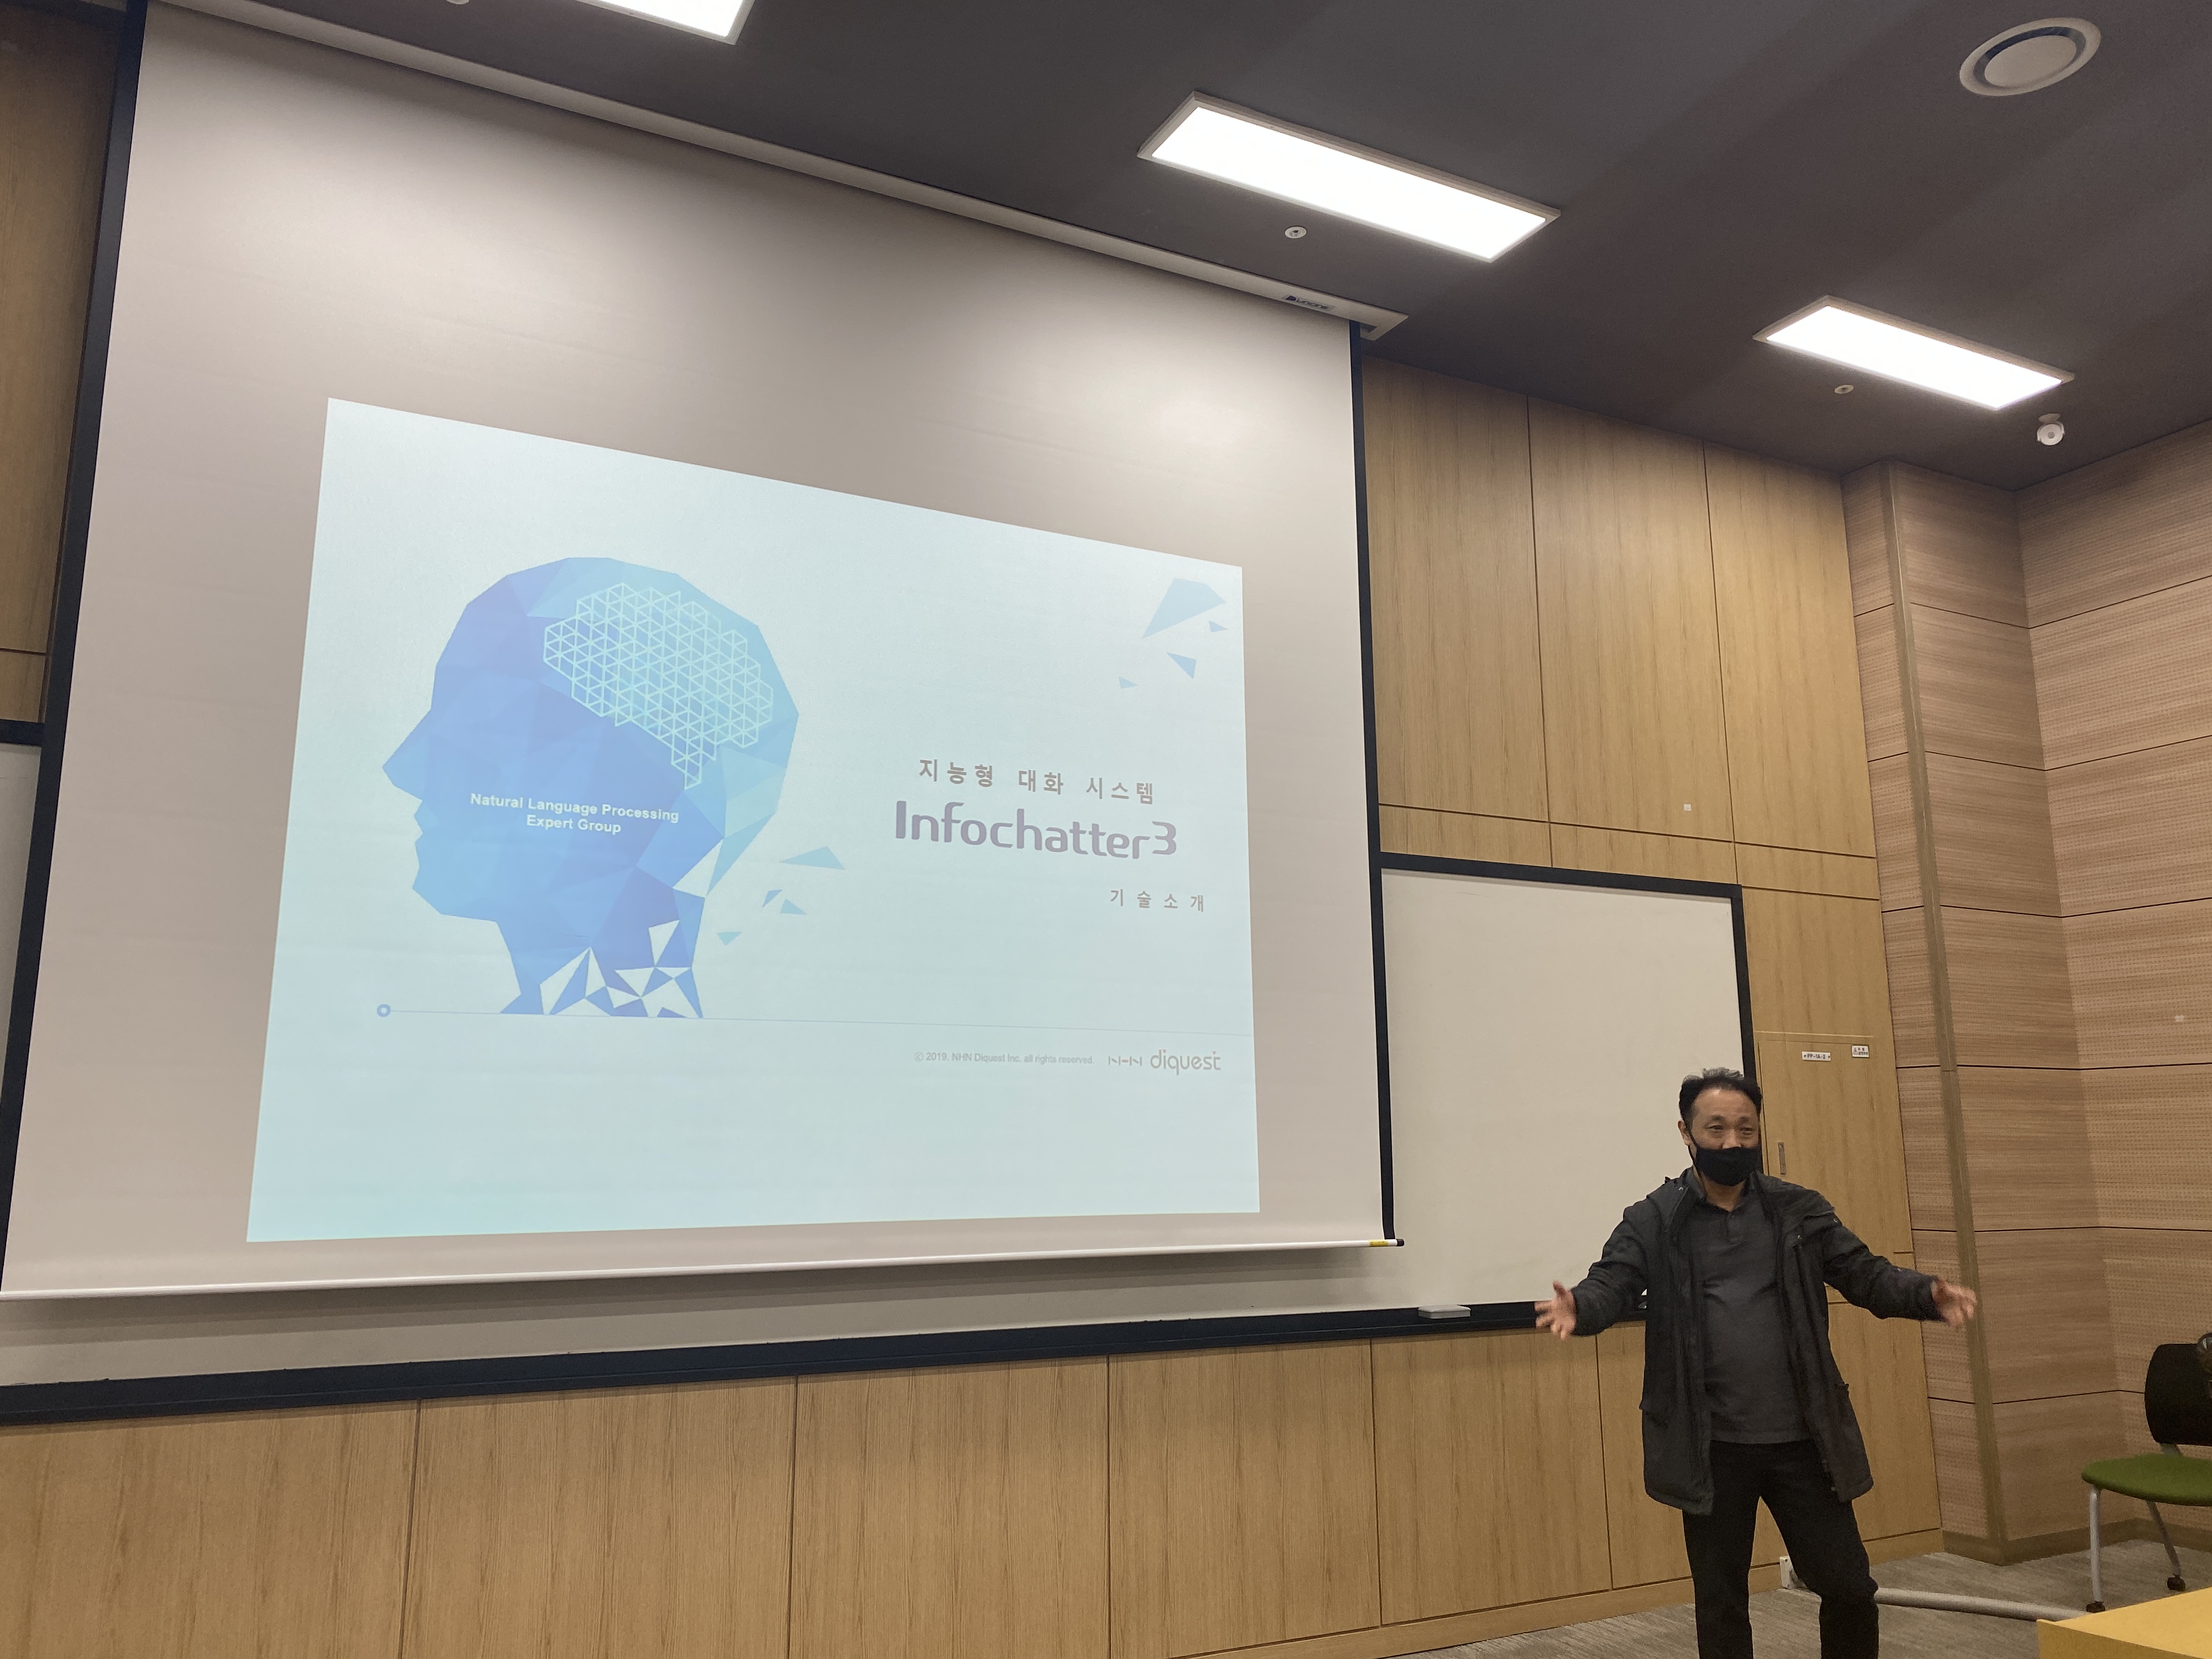 Natural Language Processing
Expert Group
지능형 대화 시스템
Infochatter3
기술소개
ⓒ 2019. NHN Diquest Inc. all rights reserved.
NHN diquest